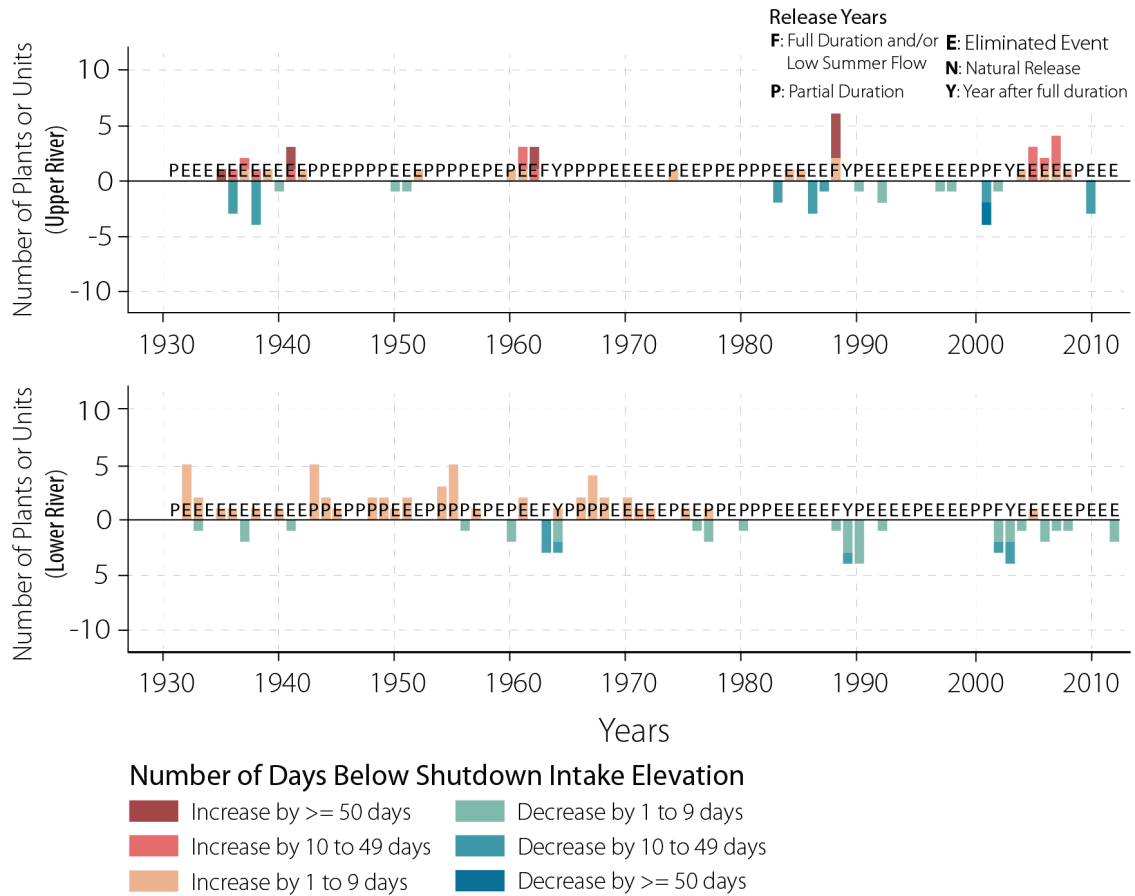 Release Years
F: Full Duration and/or Low Summer Flow
P: Partial Duration
E: Eliminated Event
N: Natural Release
Y: Year after full duration
Number of Plants or Units
(Upper River)
10
5
0
-5
-10
1930 1940 1950 1960 1970 1980 1990 2000 2010
Number of Plants or Units
(Lower River)
10
5
0
5
-10
1930 1940 1950 1960 1970 1980 1990 2000 2010
Years
Number of Days Below Shutdown Intake Elevation
Increase by >= 50 days
Increase by 10 to 49 days
Increase by 1 to 9 days
Decrease by 1 to 9 days
Decrease by 10 to 49 days
Decrease by >= 50 days